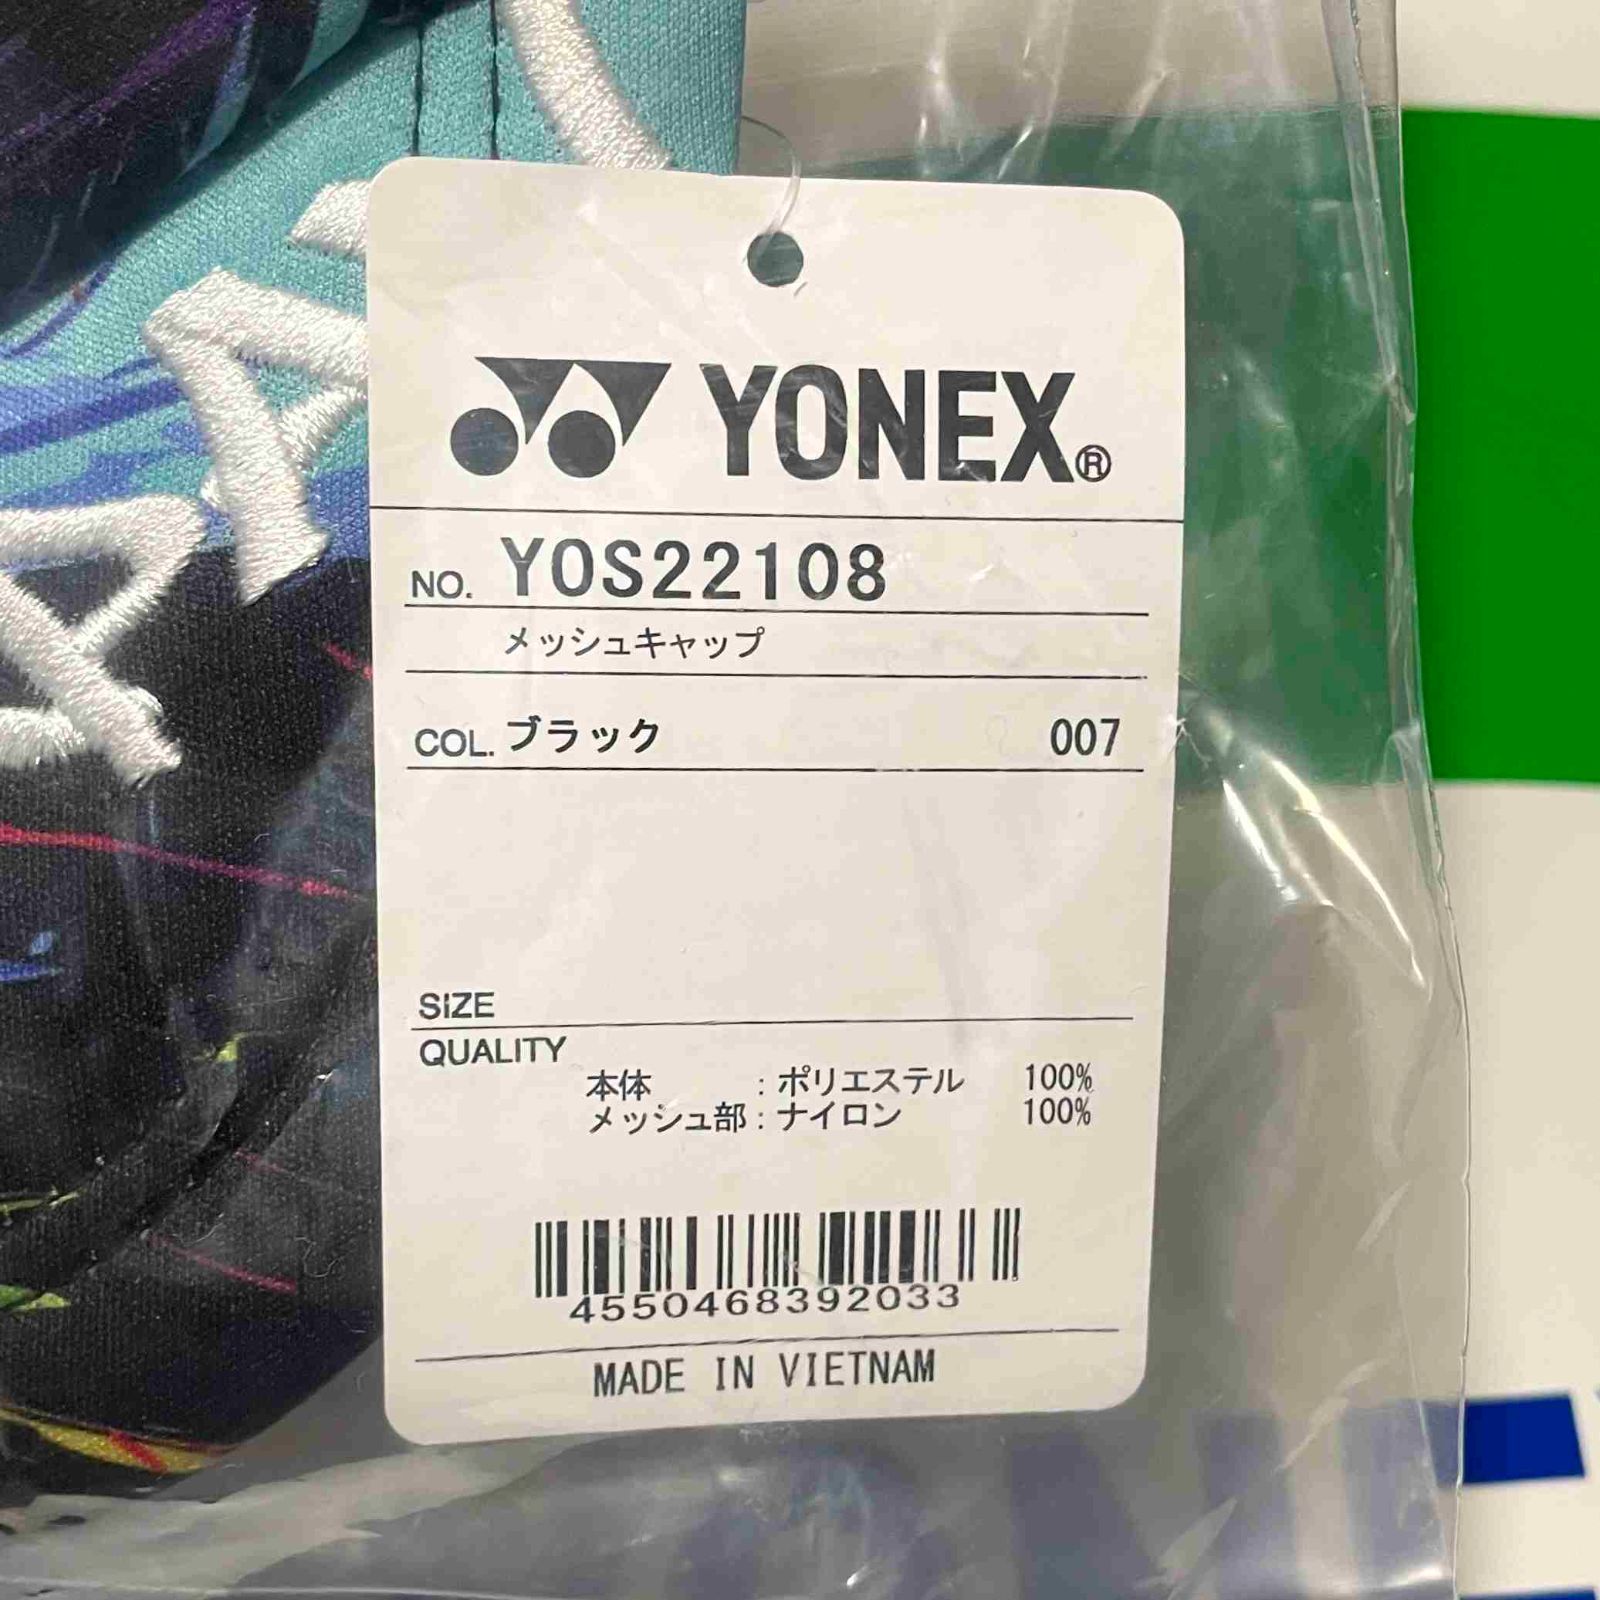 YONEX®
NO. YOS22108
メッシュキャップ
COL. ブラック 007
SIZE
QUALITY
本体 : ポリエステル 100%
メッシュ部 : ナイロン 100%
4550468392033
MADE IN VIETNAM